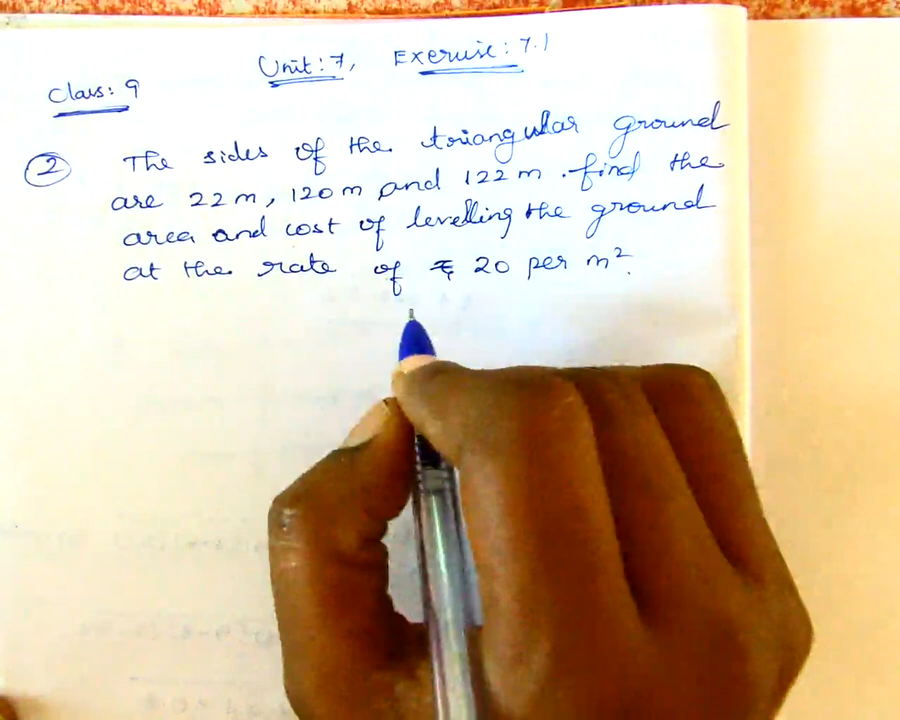 Class: 9 Unit: 7, Exercise: 7.1
② The sides of the triangular ground
are 22 m, 120 m and 122 m. find the
area and cost of levelling the ground
at the rate of ₹ 20 per m².